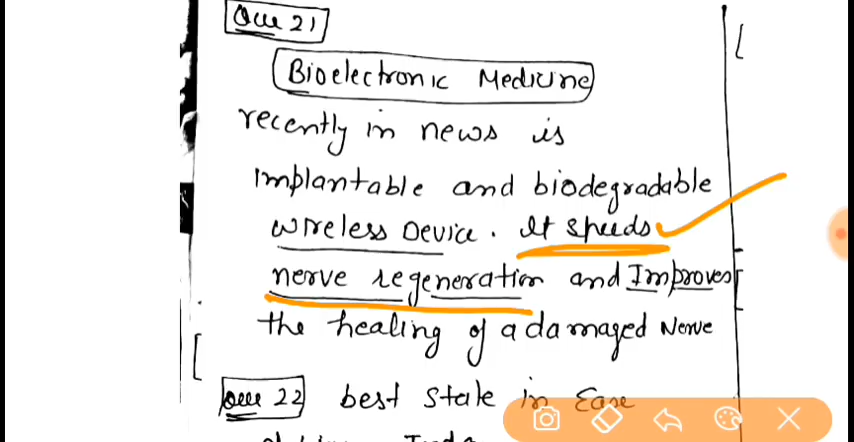 Que 21
Bioelectronic Medicine
recently in news is
implantable and biodegradable
wireless Device. It speeds
nerve regeneration and Improves
the healing of a damaged Nerve
Que 22 best state in Ease